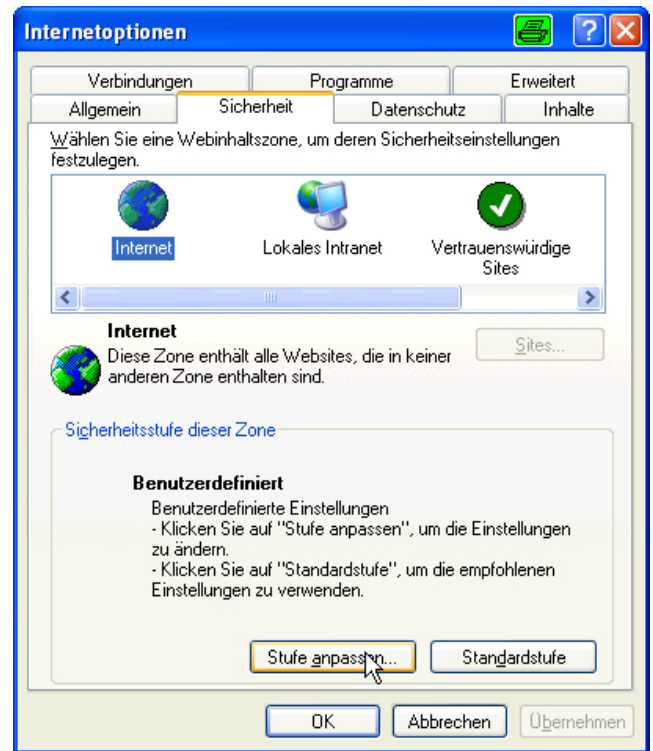 Internetoptionen
Verbindungen Programme Erweitert
Allgemein Sicherheit Datenschutz Inhalte
Wählen Sie eine Webinhaltszone, um deren Sicherheitseinstellungen
festzulegen.
Internet Lokales Intranet Vertrauenswürdige
Sites
Internet
Diese Zone enthält alle Websites, die in keiner
anderen Zone enthalten sind.
Sites...
Sicherheitsstufe dieser Zone
Benutzerdefiniert
Benutzerdefinierte Einstellungen
- Klicken Sie auf "Stufe anpassen", um die Einstellungen
zu ändern.
- Klicken Sie auf "Standardstufe", um die empfohlenen
Einstellungen zu verwenden.
Stufe anpassen... Standardstufe
OK Abbrechen Übernehmen